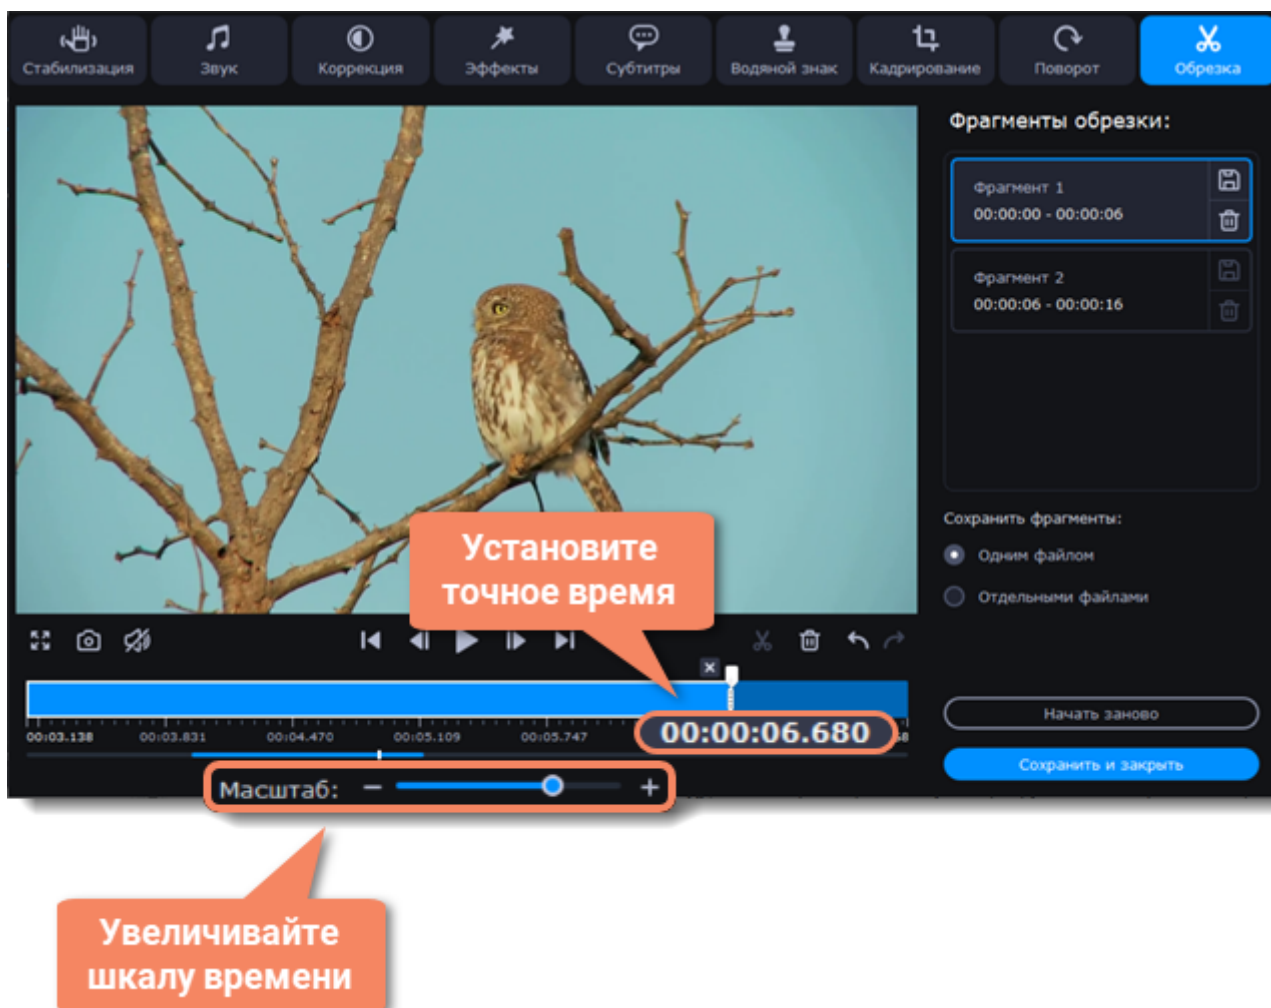 Стабилизация
Звук
Коррекция
Эффекты
Субтитры
Водяной знак
Кадрирование
Поворот
Обрезка
Фрагменты обрезки:
Фрагмент 1
00:00:00 - 00:00:06
Фрагмент 2
00:00:06 - 00:00:16
Сохранить фрагменты:
Одним файлом
Отдельными файлами
Установите
точное время
00:03.138 00:03.831 00:04.470 00:05.109 00:05.747
00:00:06.680
Масштаб:
Начать заново
Сохранить и закрыть
Увеличивайте
шкалу времени